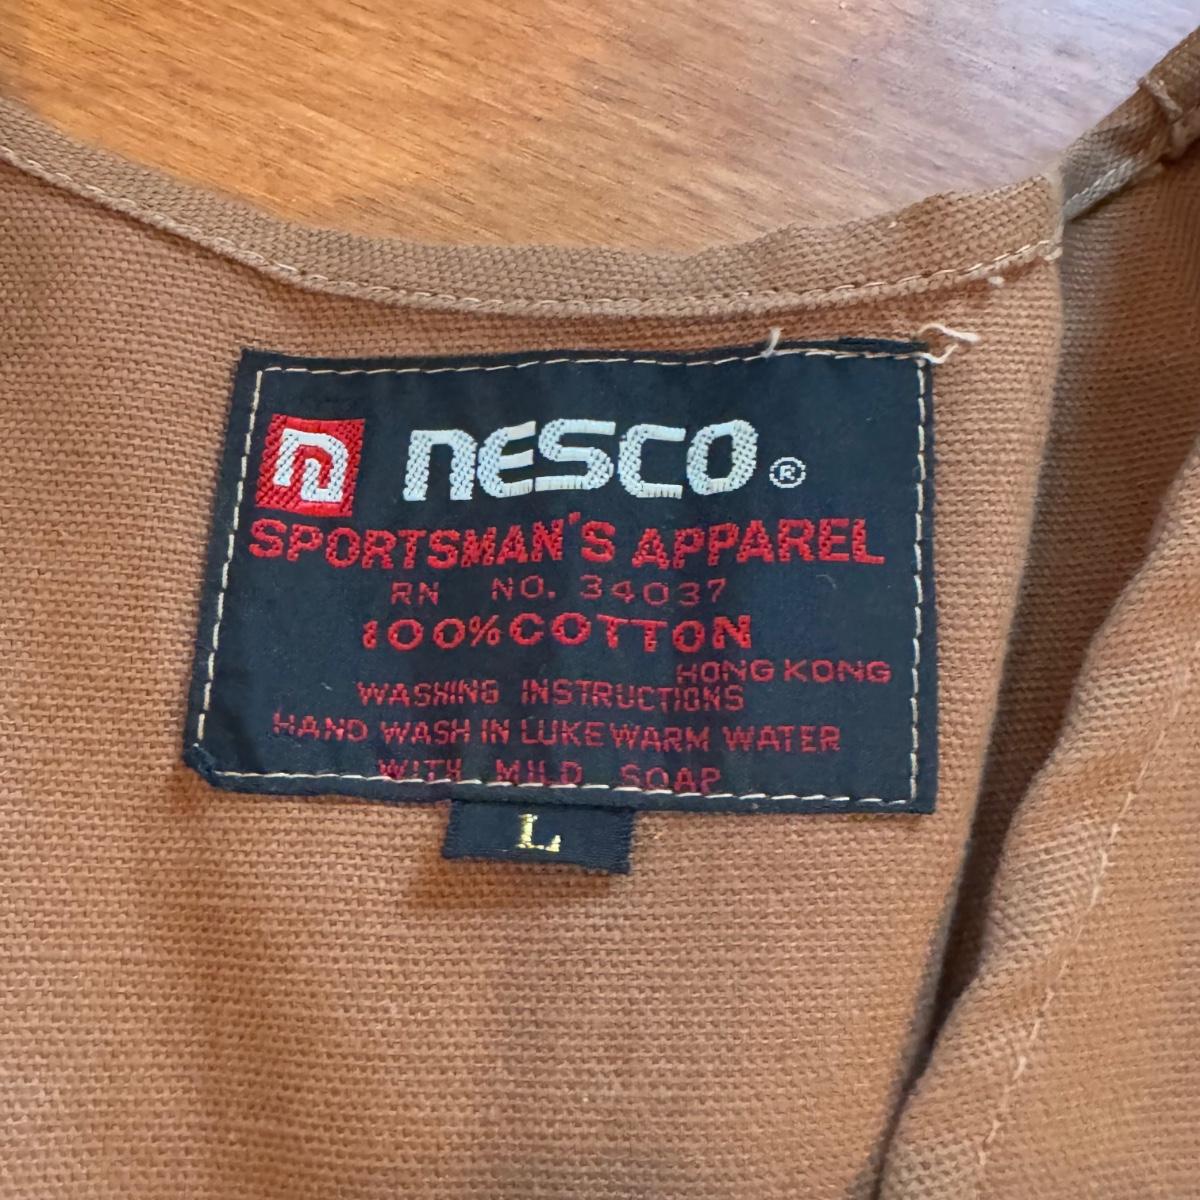 NESCO®
SPORTSMAN'S APPAREL
RN NO. 34037
100% COTTON
HONG KONG
WASHING INSTRUCTIONS
HAND WASH IN LUKEWARM WATER
WITH MILD SOAP
L